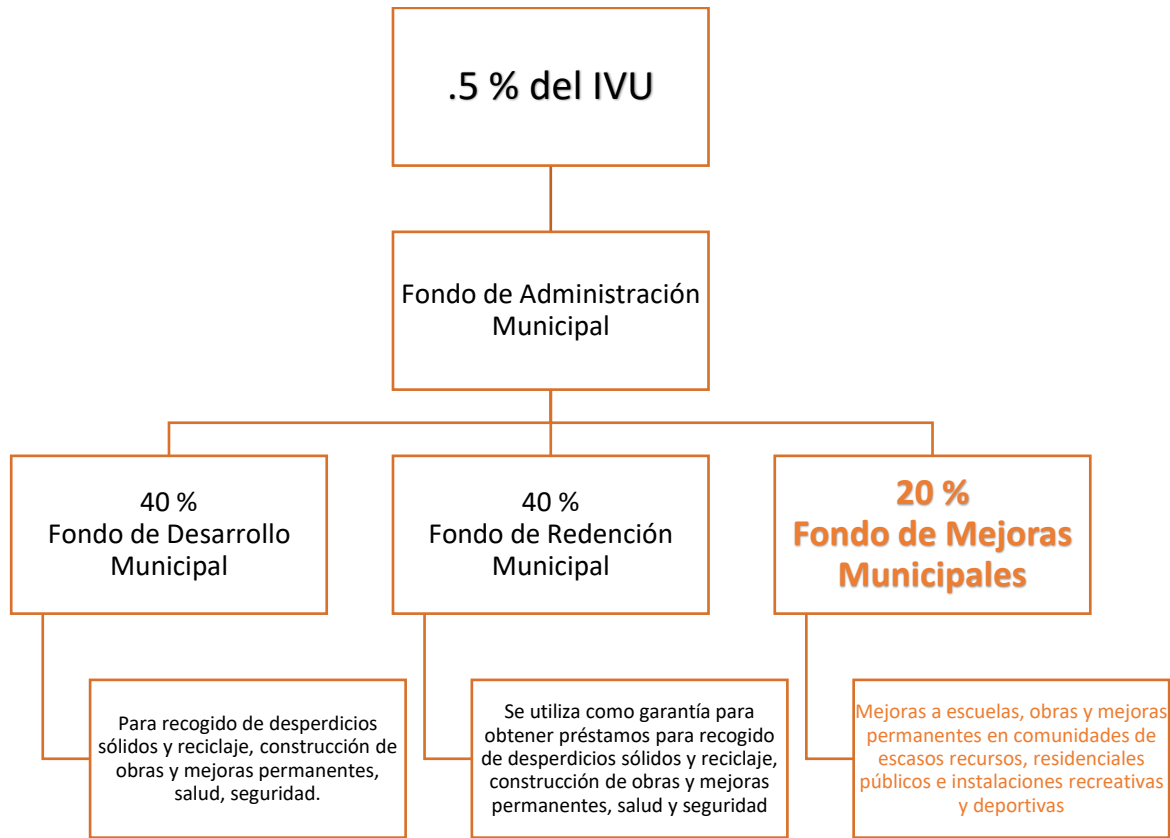 .5 % del IVU
Fondo de Administración
Municipal
40 %
Fondo de Desarrollo
Municipal
40 %
Fondo de Redención
Municipal
20 %
Fondo de Mejoras
Municipales
Para recogido de desperdicios
sólidos y reciclaje, construcción de
obras y mejoras permanentes,
salud, seguridad.
Se utiliza como garantía para
obtener préstamos para recogido
de desperdicios sólidos y reciclaje,
construcción de obras y mejoras
permanentes, salud y seguridad
Mejoras a escuelas, obras y mejoras
permanentes en comunidades de
escasos recursos, residenciales
públicos e instalaciones recreativas
y deportivas